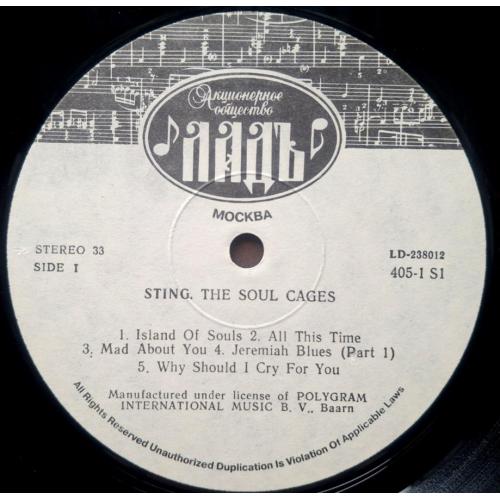 Акционерное
общество
ЛАДЪ
МОСКВА
STEREO 33
SIDE I
LD-238012
405-1 S1
STING. THE SOUL CAGES
1. Island Of Souls 2. All This Time
3. Mad About You 4. Jeremiah Blues (Part 1)
5. Why Should I Cry For You
Manufactured under license of POLYGRAM
INTERNATIONAL MUSIC B. V., Baarn
All Rights Reserved Unauthorized Duplication Is Violation Of Applicable Laws